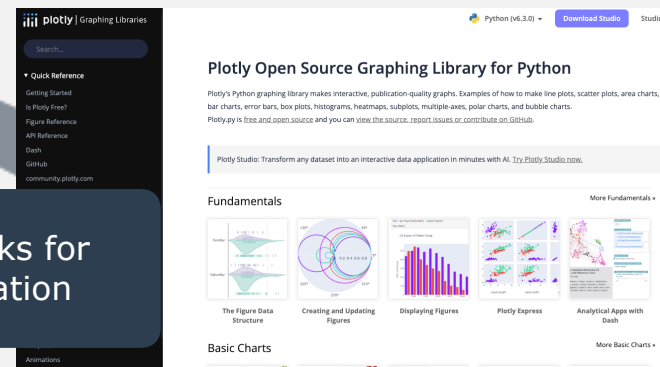 plotly | Graphing Libraries
Python (v6.3.0)
Download Studio
Search...
Quick Reference
Getting Started
Is Plotly Free?
Figure Reference
API Reference
Dash
GitHub
community.plotly.com
ks for
ation
Animations
Plotly Open Source Graphing Library for Python
Plotly's Python graphing library makes interactive, publication-quality graphs. Examples of how to make line plots, scatter plots, area charts,
bar charts, error bars, box plots, histograms, heatmaps, subplots, multiple-axes, polar charts, and bubble charts.
Plotly.py is free and open source and you can view the source, report issues or contribute on GitHub.
Plotly Studio: Transform any dataset into an interactive data application in minutes with AI. Try Plotly Studio now.
Fundamentals
More Fundamentals »
The Figure Data
Structure
Creating and Updating
Figures
Displaying Figures
Plotly Express
Analytical Apps with
Dash
Basic Charts
More Basic Charts »